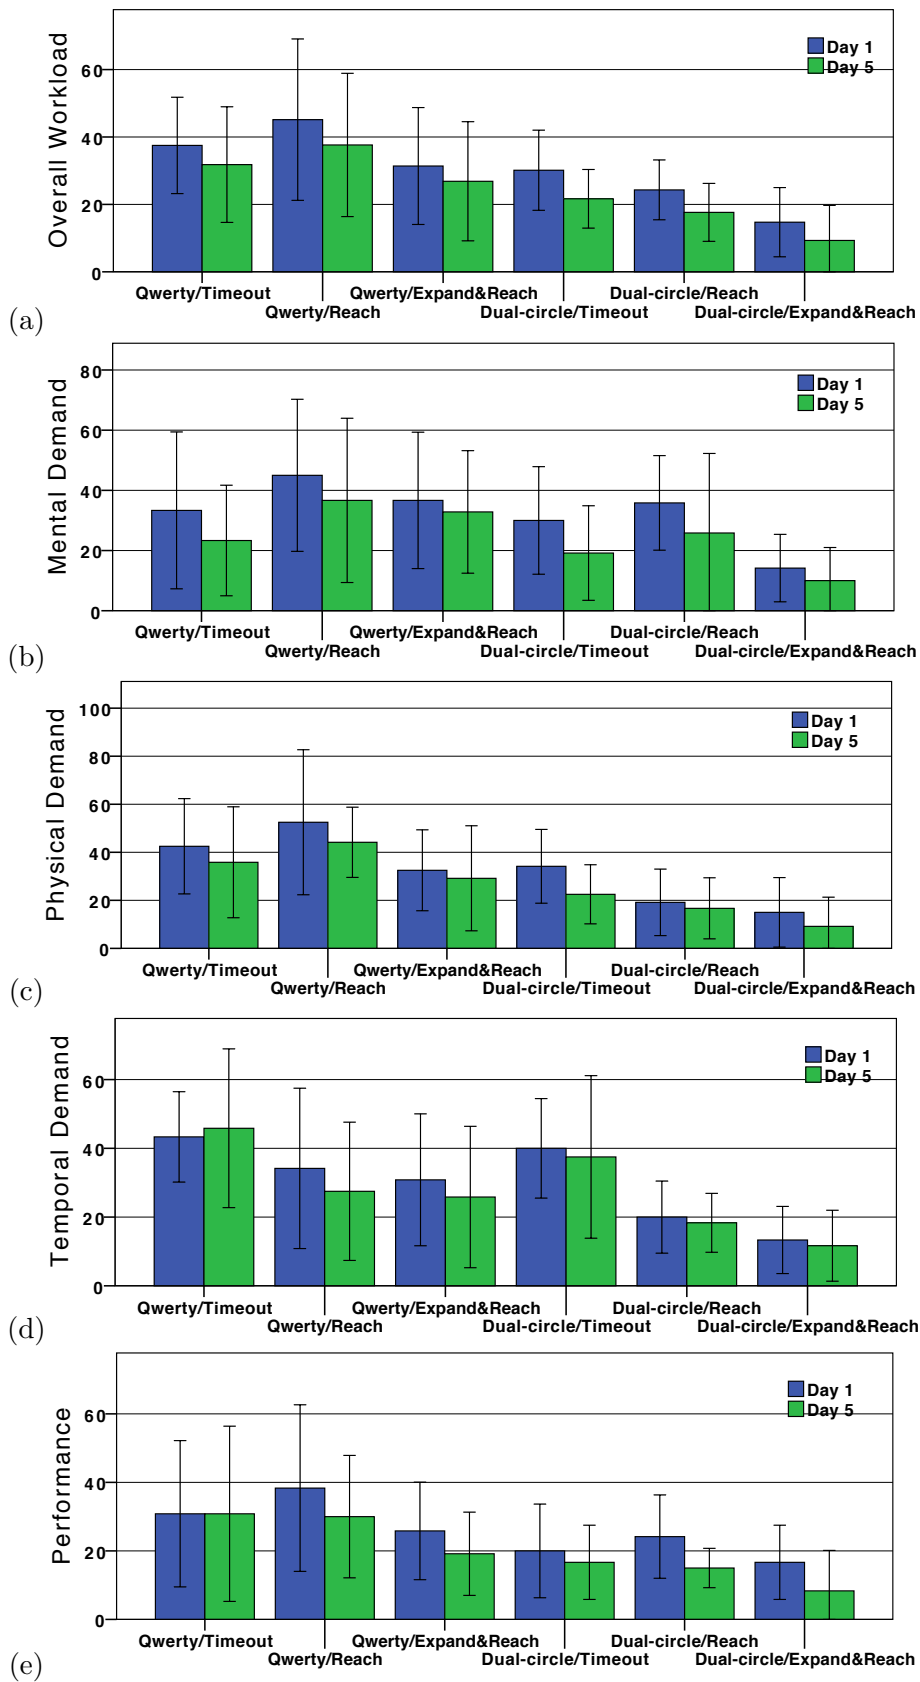 Overall Workload
60
40
20
0
Day 1
Day 5
Qwerty/Timeout
Qwerty/Reach
Qwerty/Expand&Reach
Dual-circle/Timeout
Dual-circle/Reach
Dual-circle/Expand&Reach
(a)
Mental Demand
80
60
40
20
0
Day 1
Day 5
Qwerty/Timeout
Qwerty/Reach
Qwerty/Expand&Reach
Dual-circle/Timeout
Dual-circle/Reach
Dual-circle/Expand&Reach
(b)
Physical Demand
100
80
60
40
20
0
Day 1
Day 5
Qwerty/Timeout
Qwerty/Reach
Qwerty/Expand&Reach
Dual-circle/Timeout
Dual-circle/Reach
Dual-circle/Expand&Reach
(c)
Temporal Demand
60
40
20
0
Day 1
Day 5
Qwerty/Timeout
Qwerty/Reach
Qwerty/Expand&Reach
Dual-circle/Timeout
Dual-circle/Reach
Dual-circle/Expand&Reach
(d)
Performance
60
40
20
0
Day 1
Day 5
Qwerty/Timeout
Qwerty/Reach
Qwerty/Expand&Reach
Dual-circle/Timeout
Dual-circle/Reach
Dual-circle/Expand&Reach
(e)